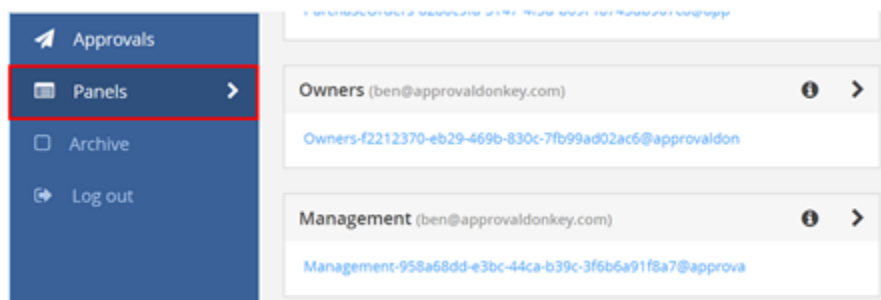 Approvals
Panels
Archive
Log out
Owners (ben@approvaldonkey.com)
Owners-f2212370-eb29-469b-830c-7fb99ad02ac6@approvaldon
Management (ben@approvaldonkey.com)
Management-958a68dd-e3bc-44ca-b39c-3f6b6a91f8a7@approva